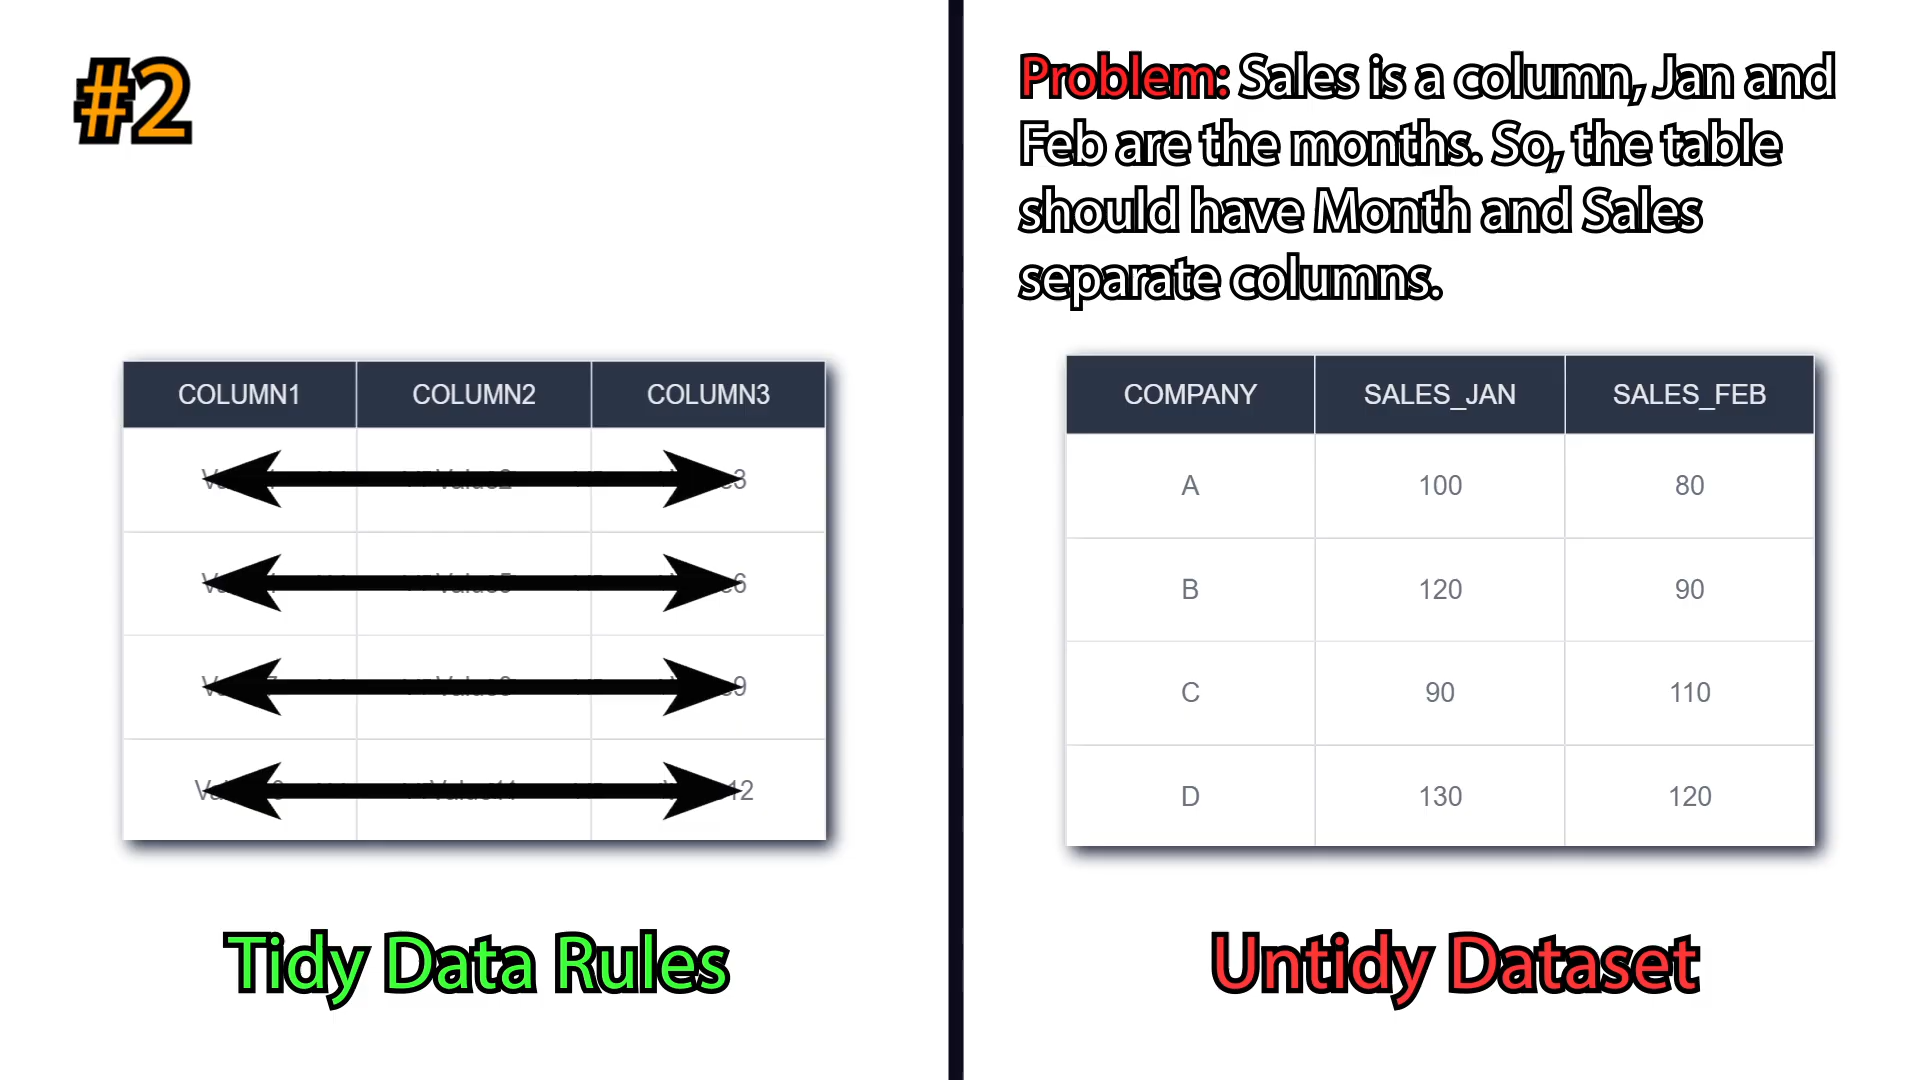 #2
Problem: Sales is a column, Jan and
Feb are the months. So, the table
should have Month and Sales
separate columns.
COLUMN1 COLUMN2 COLUMN3
COMPANY SALES_JAN SALES_FEB
A 100 80
B 120 90
C 90 110
D 130 120
Tidy Data Rules
Untidy Dataset